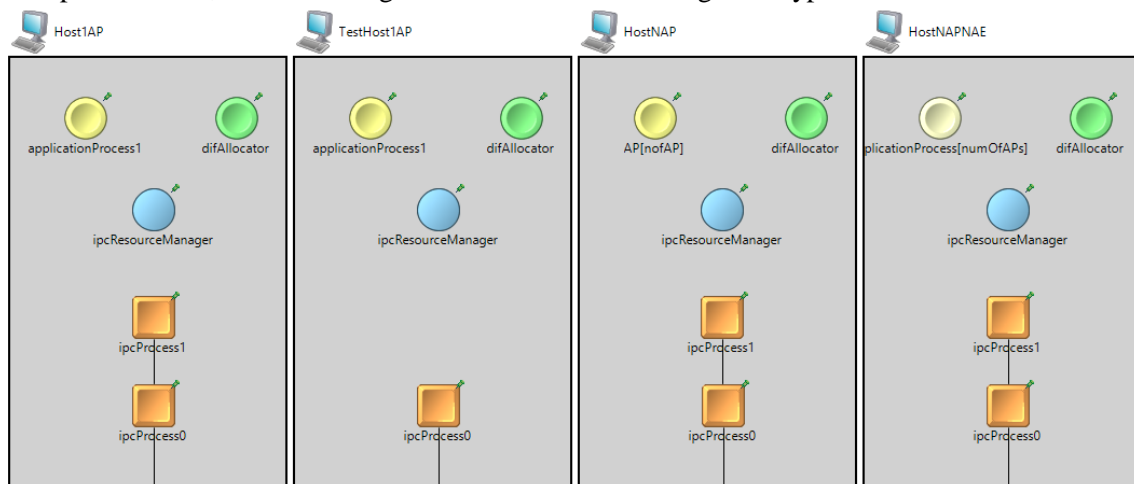 Host1AP
applicationProcess1
difAllocator
ipcResourceManager
ipcProcess1
ipcProcess0
TestHost1AP
applicationProcess1
difAllocator
ipcResourceManager
ipcProcess0
HostNAP
AP[nofAP]
difAllocator
ipcResourceManager
ipcProcess1
ipcProcess0
HostNAPNAE
plicationProcess[numOfAPs]
difAllocator
ipcResourceManager
ipcProcess1
ipcProcess0